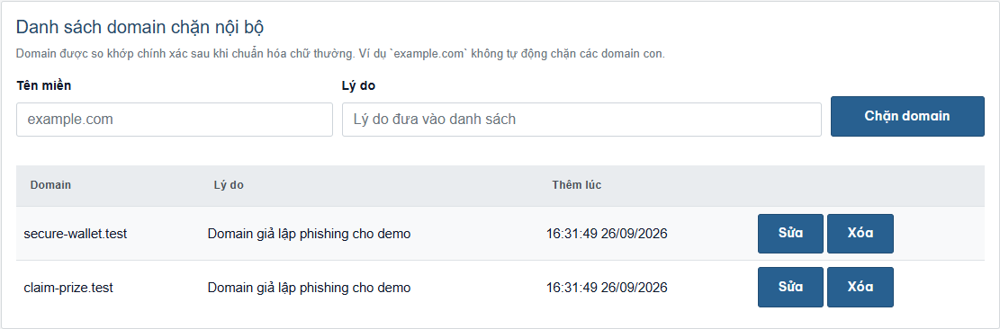 Danh sách domain chặn nội bộ
Domain được so khớp chính xác sau khi chuẩn hóa chữ thường. Ví dụ `example.com` không tự động chặn các domain con.
Tên miền Lý do
example.com Lý do đưa vào danh sách Chặn domain
Domain Lý do Thêm lúc
secure-wallet.test Domain giả lập phishing cho demo 16:31:49 26/09/2026 Sửa Xóa
claim-prize.test Domain giả lập phishing cho demo 16:31:49 26/09/2026 Sửa Xóa